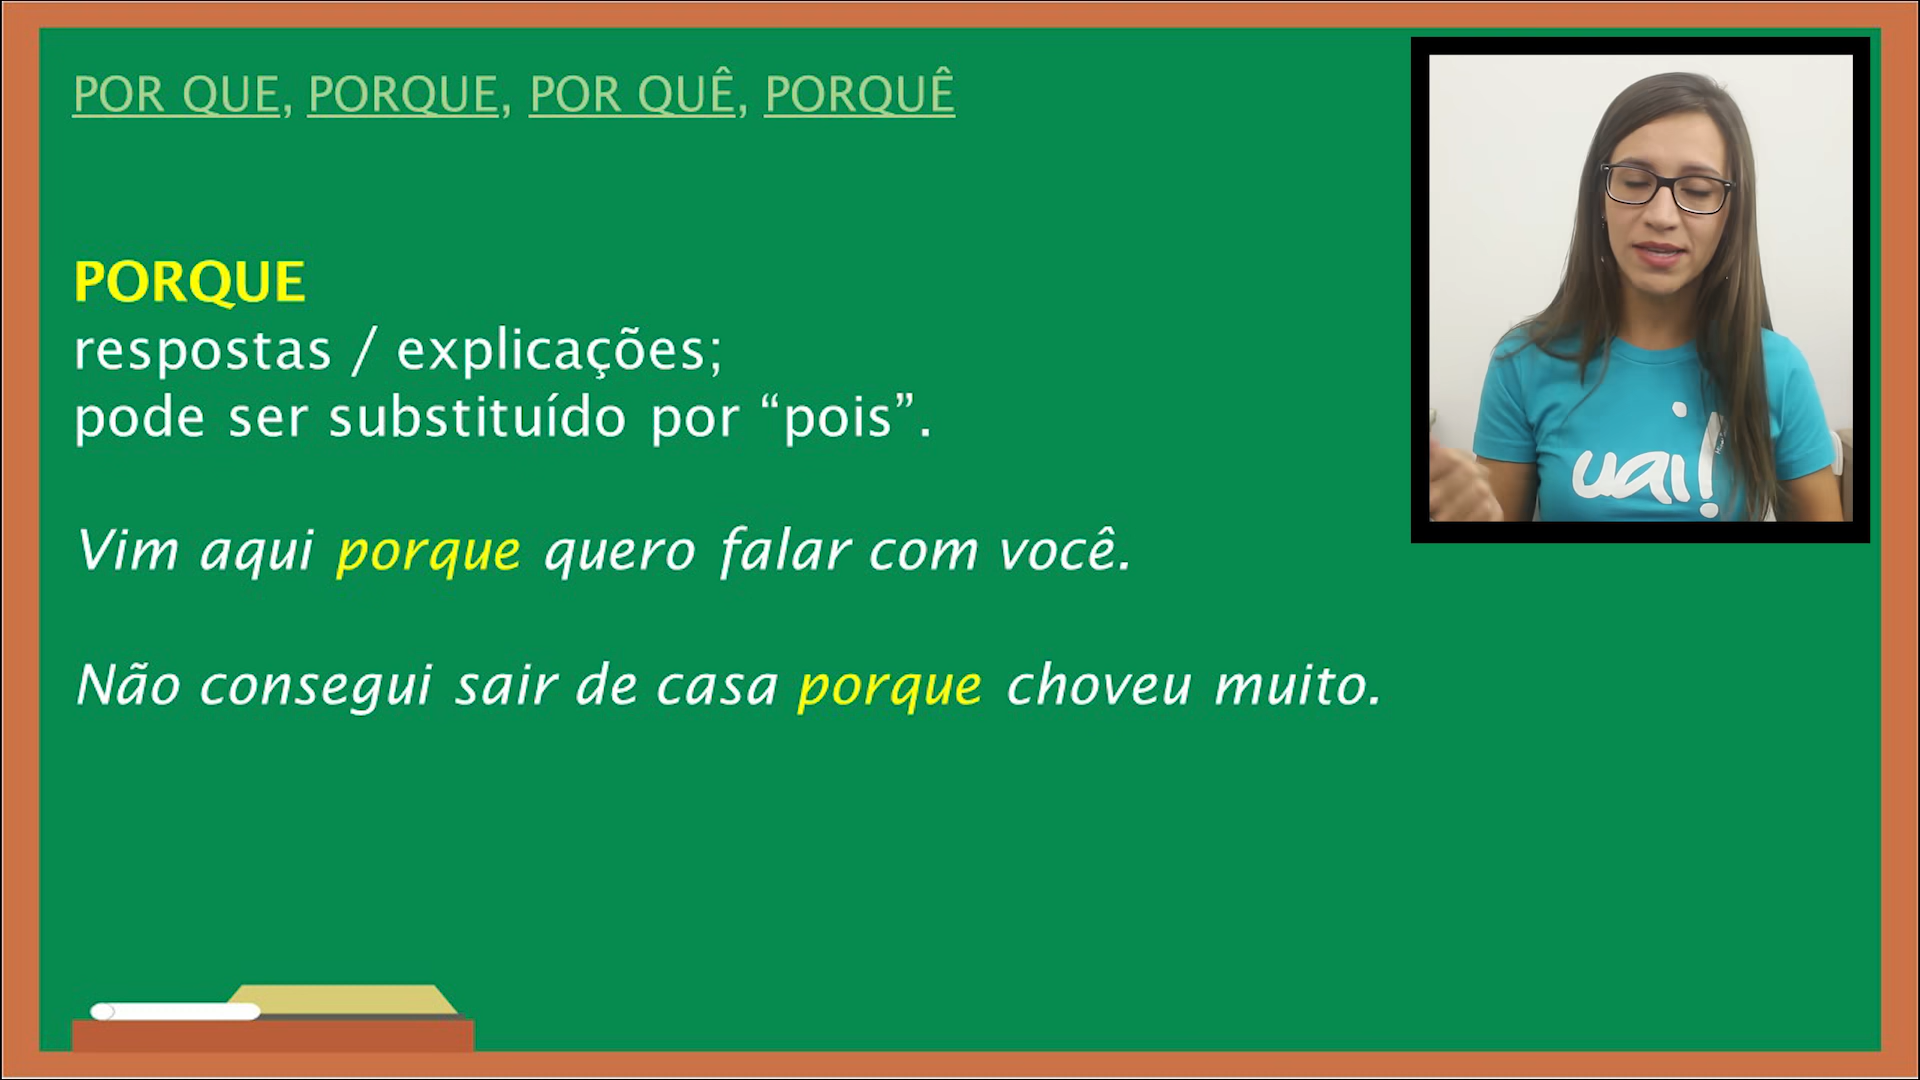 POR QUE, PORQUE, POR QUÊ, PORQUÊ
PORQUE
respostas / explicações;
pode ser substituído por “pois”.
Vim aqui porque quero falar com você.
Não consegui sair de casa porque choveu muito.
uai!